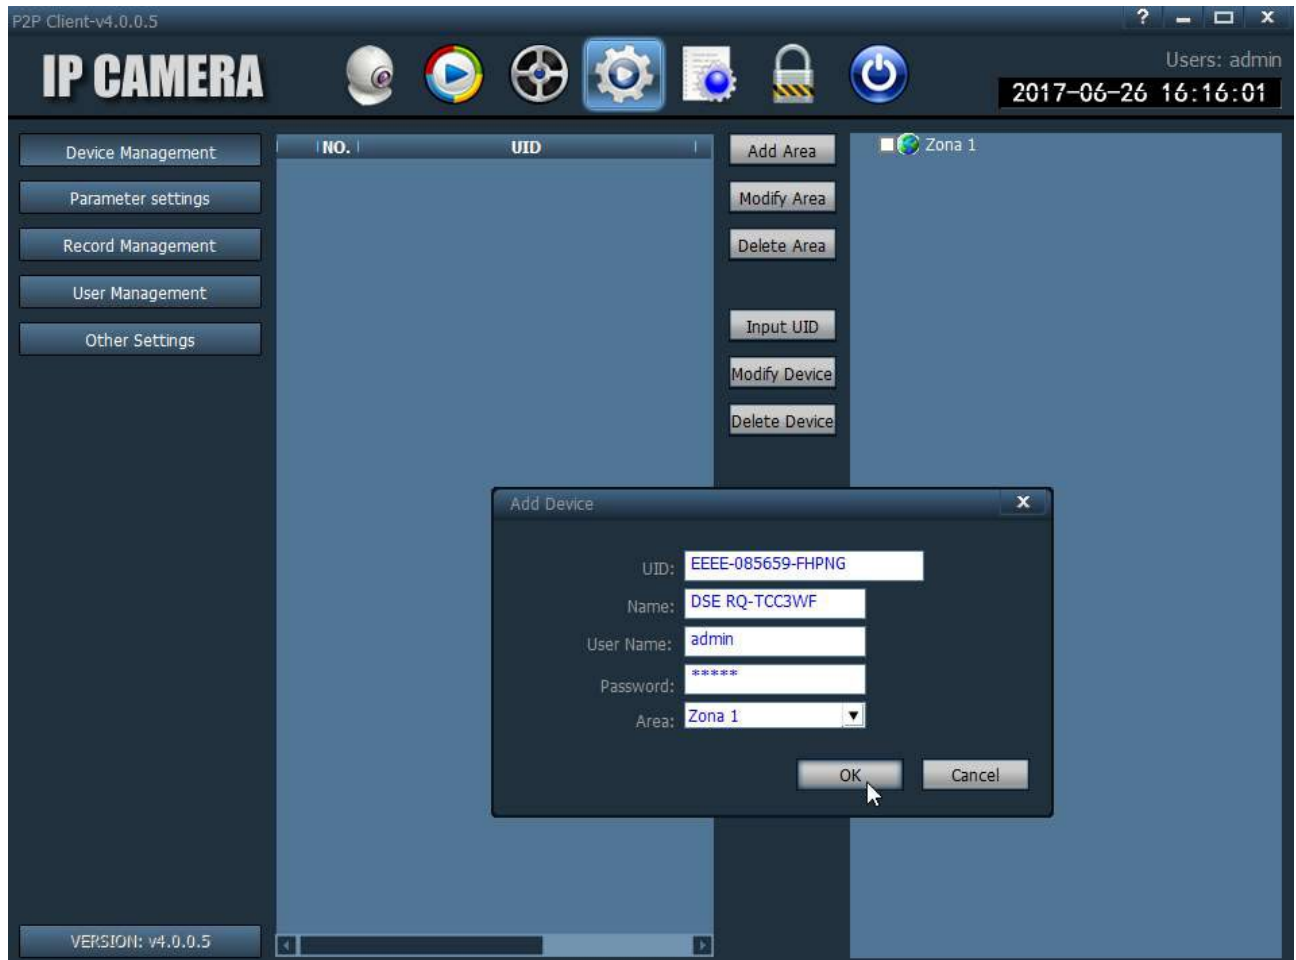 P2P Client-v4.0.0.5
? X
IP CAMERA
Users: admin
2017-06-26 16:16:01
Device Management
Parameter settings
Record Management
User Management
Other Settings
VERSION: v4.0.0.5
NO. UID
Add Area
Modify Area
Delete Area
Input UID
Modify Device
Delete Device
Zona 1
Add Device X
UID: EEEE-085659-FHPNG
Name: DSE RQ-TCC3WF
User Name: admin
Password: *****
Area: Zona 1
OK Cancel